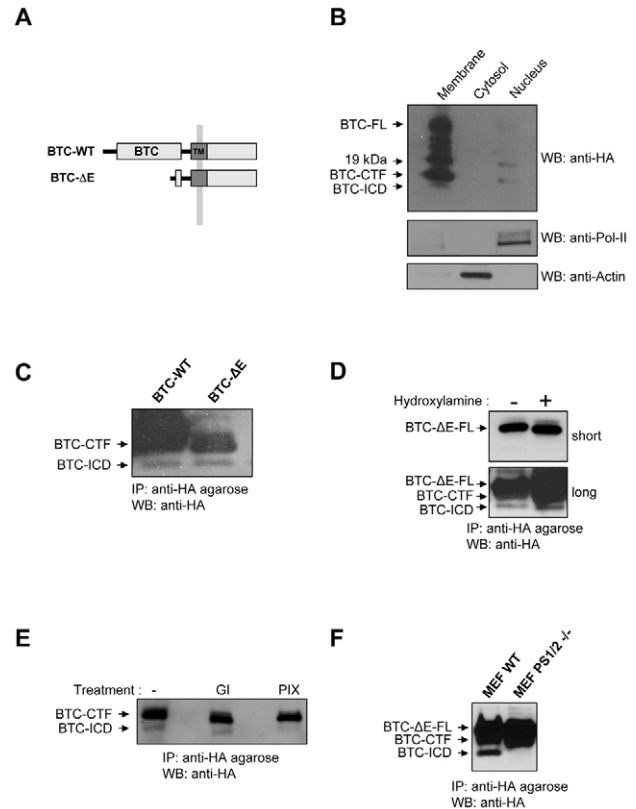 A
BTC-WT
BTC
TM
BTC-ΔE
B
Membrane
Cytosol
Nucleus
BTC-FL
19 kDa
BTC-CTF
BTC-ICD
WB: anti-HA
WB: anti-Pol-II
WB: anti-Actin
C
BTC-WT
BTC-ΔE
BTC-CTF
BTC-ICD
IP: anti-HA agarose
WB: anti-HA
D
Hydroxylamine : - +
BTC-ΔE-FL
short
BTC-ΔE-FL
BTC-CTF
BTC-ICD
long
IP: anti-HA agarose
WB: anti-HA
E
Treatment : - GI PIX
BTC-CTF
BTC-ICD
IP: anti-HA agarose
WB: anti-HA
F
MEF WT
MEF PS1/2 -/-
BTC-ΔE-FL
BTC-CTF
BTC-ICD
IP: anti-HA agarose
WB: anti-HA